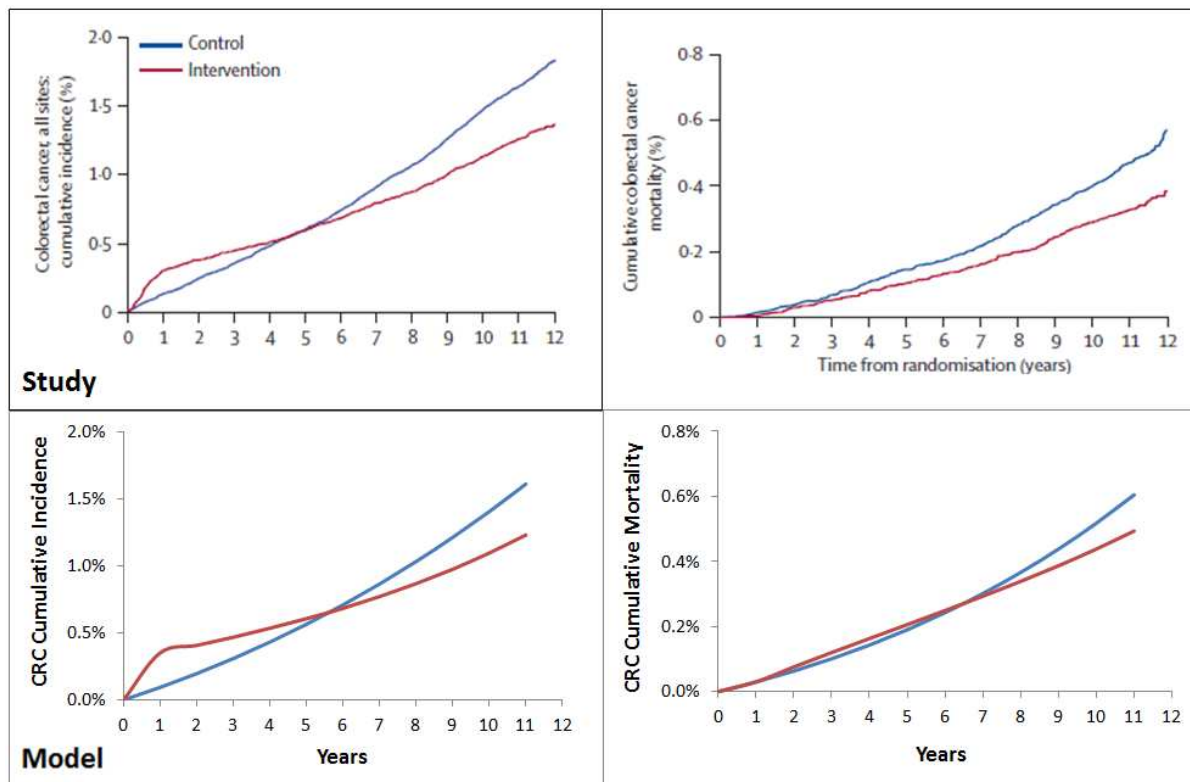 Colorectal cancer, all sites:
cumulative incidence (%)
2·0
1·5
1·0
0·5
0
Control
Intervention
0 1 2 3 4 5 6 7 8 9 10 11 12
Study
Cumulative colorectal cancer
mortality (%)
0·8
0·6
0·4
0·2
0
0 1 2 3 4 5 6 7 8 9 10 11 12
Time from randomisation (years)
CRC Cumulative Incidence
2.0%
1.5%
1.0%
0.5%
0.0%
0 1 2 3 4 5 6 7 8 9 10 11 12
Years
Model
CRC Cumulative Mortality
0.8%
0.6%
0.4%
0.2%
0.0%
0 1 2 3 4 5 6 7 8 9 10 11 12
Years